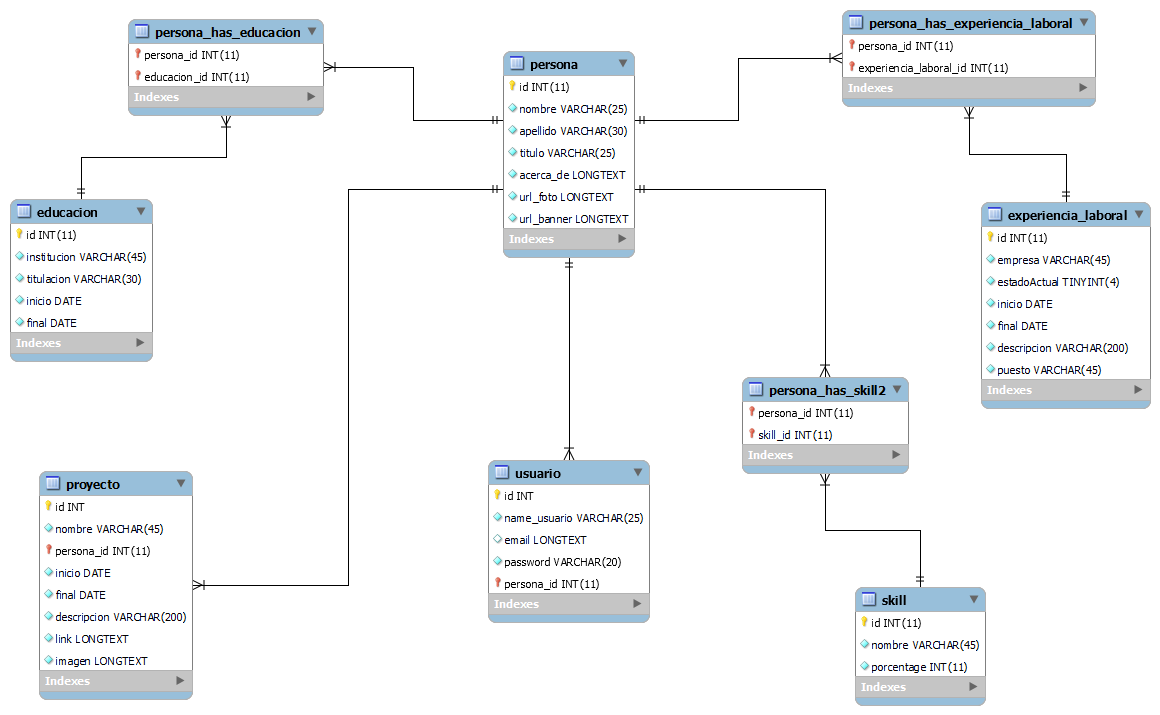 persona_has_educacion
persona_id INT(11)
educacion_id INT(11)
Indexes
persona
id INT(11)
nombre VARCHAR(25)
apellido VARCHAR(30)
titulo VARCHAR(25)
acerca_de LONGTEXT
url_foto LONGTEXT
url_banner LONGTEXT
Indexes
persona_has_experiencia_laboral
persona_id INT(11)
experiencia_laboral_id INT(11)
Indexes
educacion
id INT(11)
institucion VARCHAR(45)
titulacion VARCHAR(30)
inicio DATE
final DATE
Indexes
experiencia_laboral
id INT(11)
empresa VARCHAR(45)
estadoActual TINYINT(4)
inicio DATE
final DATE
descripcion VARCHAR(200)
puesto VARCHAR(45)
Indexes
persona_has_skill2
persona_id INT(11)
skill_id INT(11)
Indexes
proyecto
id INT
nombre VARCHAR(45)
persona_id INT(11)
inicio DATE
final DATE
descripcion VARCHAR(200)
link LONGTEXT
imagen LONGTEXT
Indexes
usuario
id INT
name_usuario VARCHAR(25)
email LONGTEXT
password VARCHAR(20)
persona_id INT(11)
Indexes
skill
id INT(11)
nombre VARCHAR(45)
porcentage INT(11)
Indexes